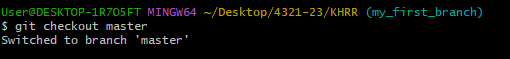 User@DESKTOP-1R7O5FT MINGW64 ~/Desktop/4321-23/KHRR (my_first_branch)
$ git checkout master
Switched to branch 'master'